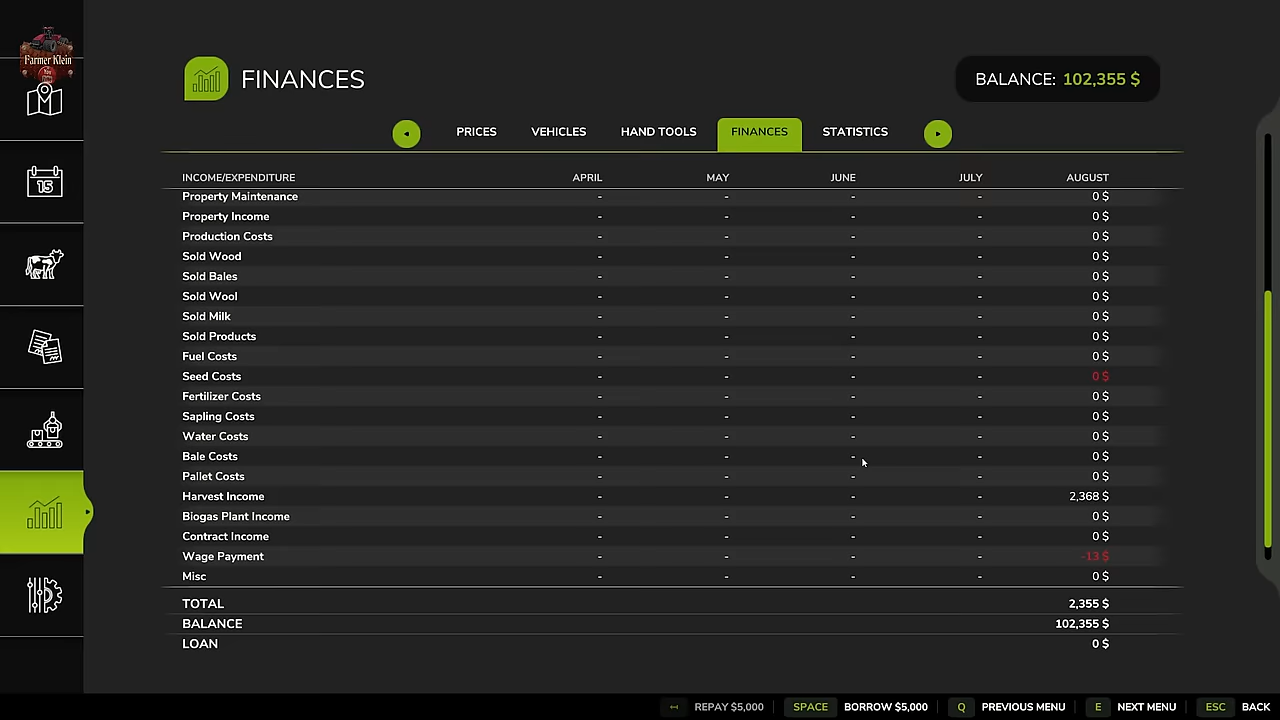 Farmer Klein
You
15
FINANCES
BALANCE: 102,355 $
PRICES VEHICLES HAND TOOLS FINANCES STATISTICS
INCOME/EXPENDITURE APRIL MAY JUNE JULY AUGUST
Property Maintenance - - - - 0 $
Property Income - - - - 0 $
Production Costs - - - - 0 $
Sold Wood - - - - 0 $
Sold Bales - - - - 0 $
Sold Wool - - - - 0 $
Sold Milk - - - - 0 $
Sold Products - - - - 0 $
Fuel Costs - - - - 0 $
Seed Costs - - - - 0 $
Fertilizer Costs - - - - 0 $
Sapling Costs - - - - 0 $
Water Costs - - - - 0 $
Bale Costs - - - - 0 $
Pallet Costs - - - - 0 $
Harvest Income - - - - 2,368 $
Biogas Plant Income - - - - 0 $
Contract Income - - - - 0 $
Wage Payment - - - - -13 $
Misc - - - - 0 $
TOTAL 2,355 $
BALANCE 102,355 $
LOAN 0 $
REPAY $5,000 SPACE BORROW $5,000 Q PREVIOUS MENU E NEXT MENU ESC BACK